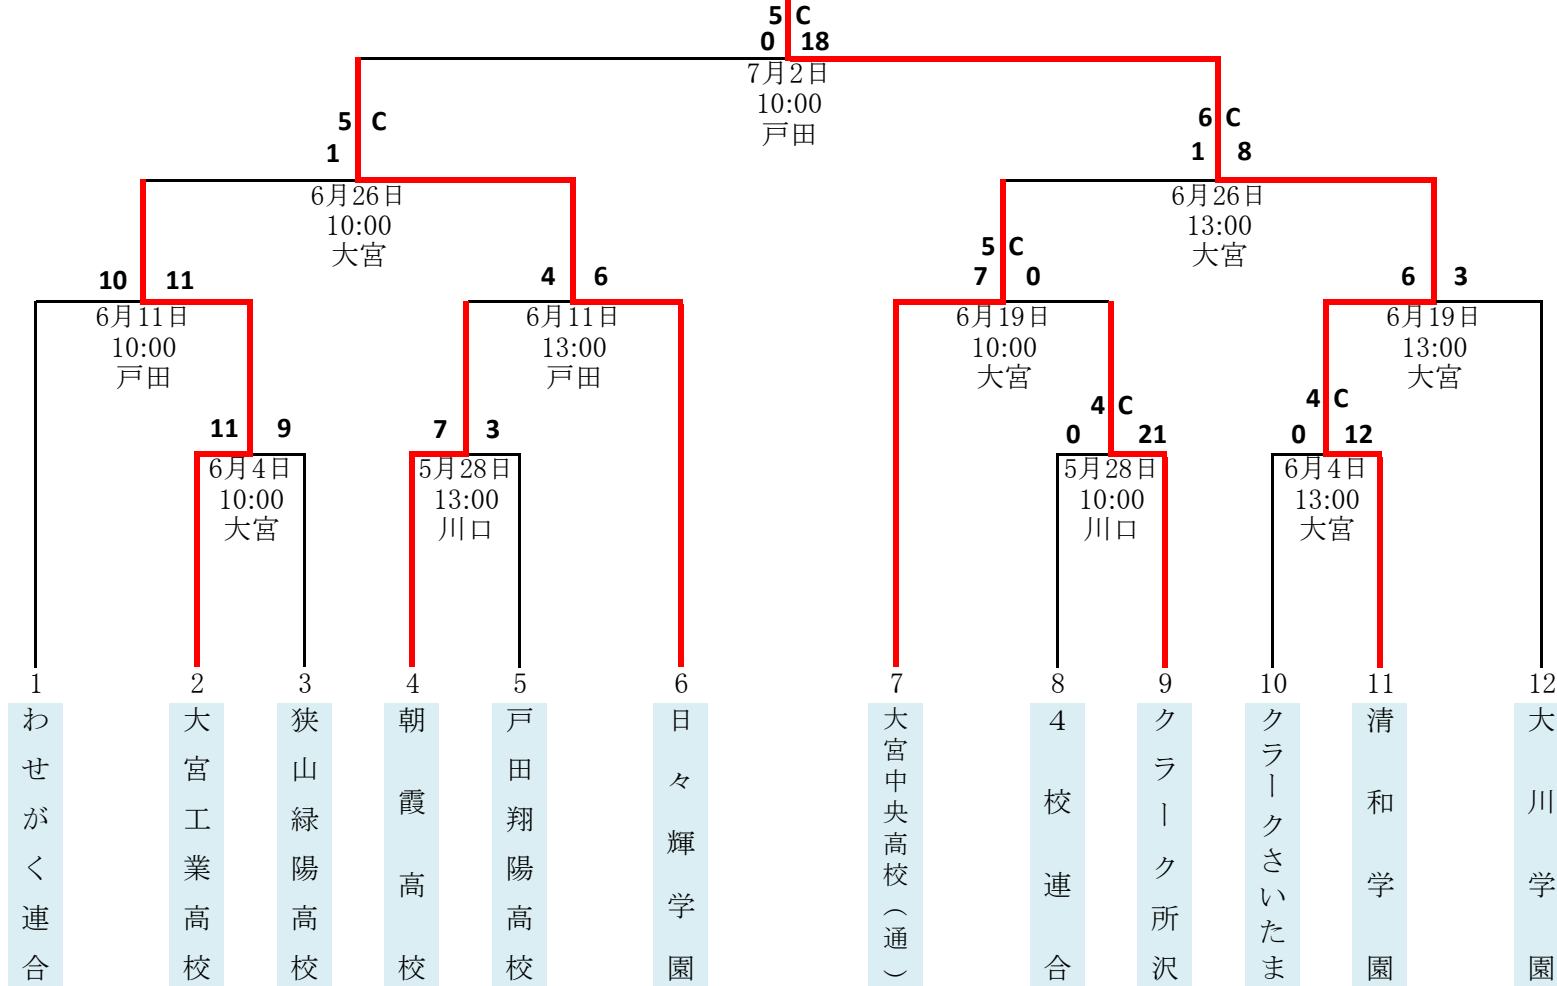 5 C
0 18
7月2日
10:00
戸田
5 C
1
6月26日
10:00
大宮
6 C
1 8
6月26日
13:00
大宮
10 11
6月11日
10:00
戸田
4 6
6月11日
13:00
戸田
5 C
7 0
6月19日
10:00
大宮
6 3
6月19日
13:00
大宮
11 9
6月4日
10:00
大宮
7 3
5月28日
13:00
川口
4 C
0 21
5月28日
10:00
川口
4 C
0 12
6月4日
13:00
大宮
1
わせがく連合
2
大宮工業高校
3
狭山緑陽高校
4
朝霞高校
5
戸田翔陽高校
6
日々輝学園
7
大宮中央高校（通）
8
４校連合
9
クラーク所沢
10
クラークさいたま
11
清和学園
12
大川学園